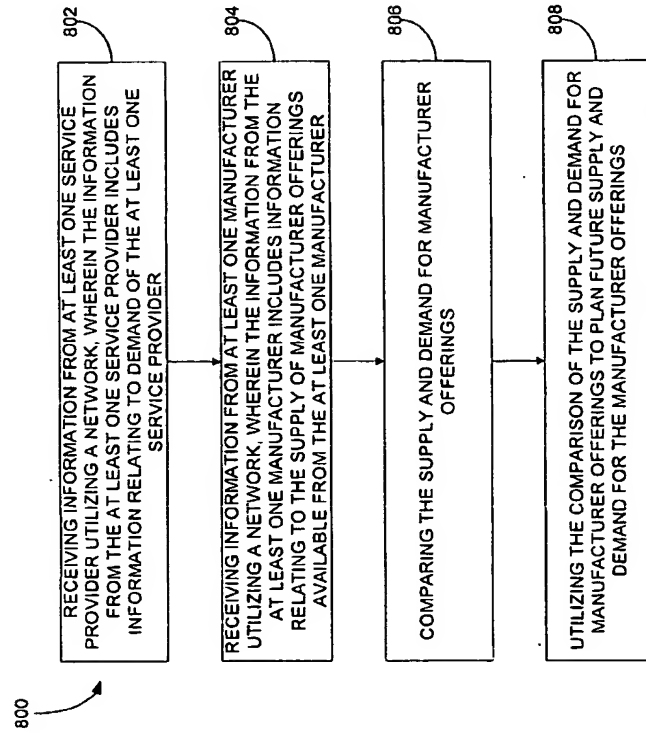 800
RECEIVING INFORMATION FROM AT LEAST ONE SERVICE
PROVIDER UTILIZING A NETWORK, WHEREIN THE INFORMATION
FROM THE AT LEAST ONE SERVICE PROVIDER INCLUDES
INFORMATION RELATING TO DEMAND OF THE AT LEAST ONE
SERVICE PROVIDER
802
RECEIVING INFORMATION FROM AT LEAST ONE MANUFACTURER
UTILIZING A NETWORK, WHEREIN THE INFORMATION FROM THE
AT LEAST ONE MANUFACTURER INCLUDES INFORMATION
RELATING TO THE SUPPLY OF MANUFACTURER OFFERINGS
AVAILABLE FROM THE AT LEAST ONE MANUFACTURER
804
COMPARING THE SUPPLY AND DEMAND FOR MANUFACTURER
OFFERINGS
806
UTILIZING THE COMPARISON OF THE SUPPLY AND DEMAND FOR
MANUFACTURER OFFERINGS TO PLAN FUTURE SUPPLY AND
DEMAND FOR THE MANUFACTURER OFFERINGS
808